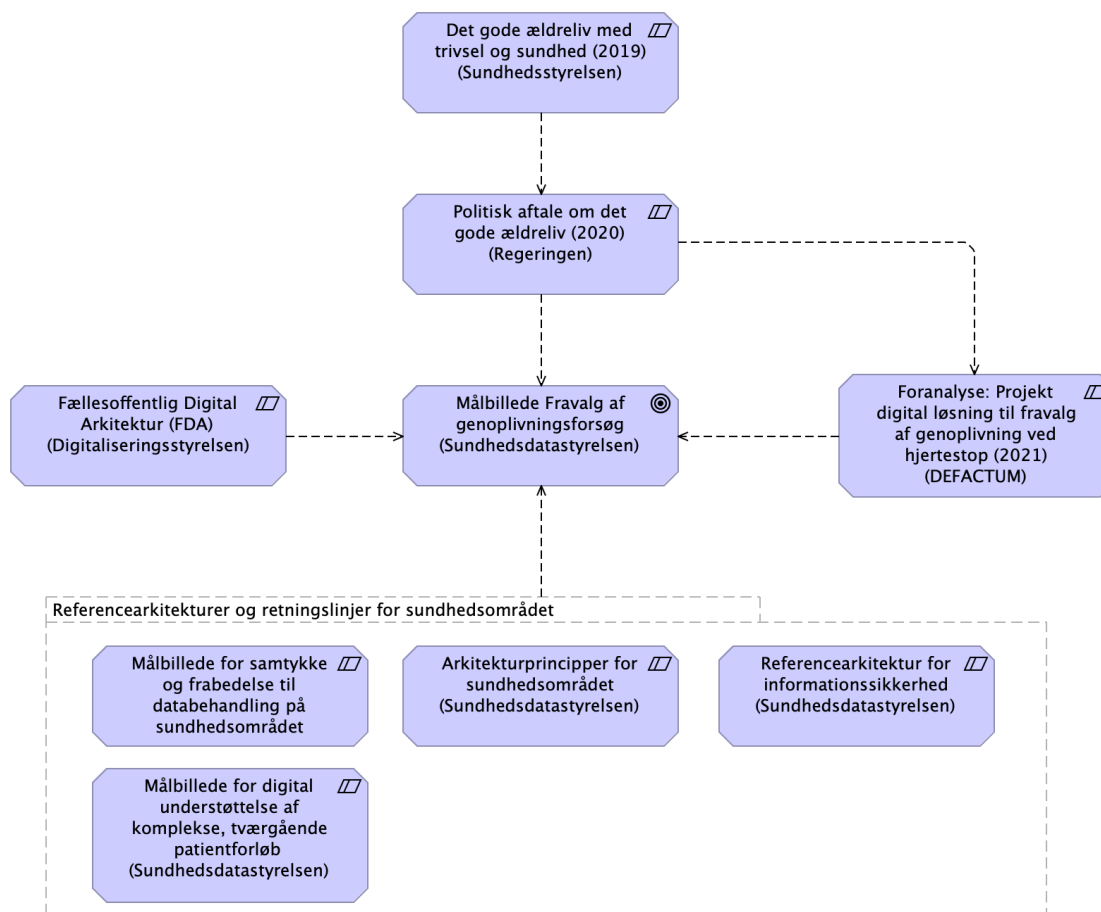 Det gode ældreliv med
trivsel og sundhed (2019)
(Sundhedsstyrelsen)
Politisk aftale om det
gode ældreliv (2020)
(Regeringen)
Fællesoffentlig Digital
Arkitektur (FDA)
(Digitaliseringsstyrelsen)
Målbillede Fravalg af
genoplivningsforsøg
(Sundhedsdatastyrelsen)
Foranalyse: Projekt
digital løsning til fravalg
af genoplivning ved
hjertestop (2021)
(DEFACTUM)
Referencearkitekturer og retningslinjer for sundhedsområdet
Målbillede for samtykke
og frabedelse til
databehandling på
sundhedsområdet
Arkitekturprincipper for
sundhedsområdet
(Sundhedsdatastyrelsen)
Referencearkitektur for
informationssikkerhed
(Sundhedsdatastyrelsen)
Målbillede for digital
understøttelse af
komplekse, tværgående
patientforløb
(Sundhedsdatastyrelsen)